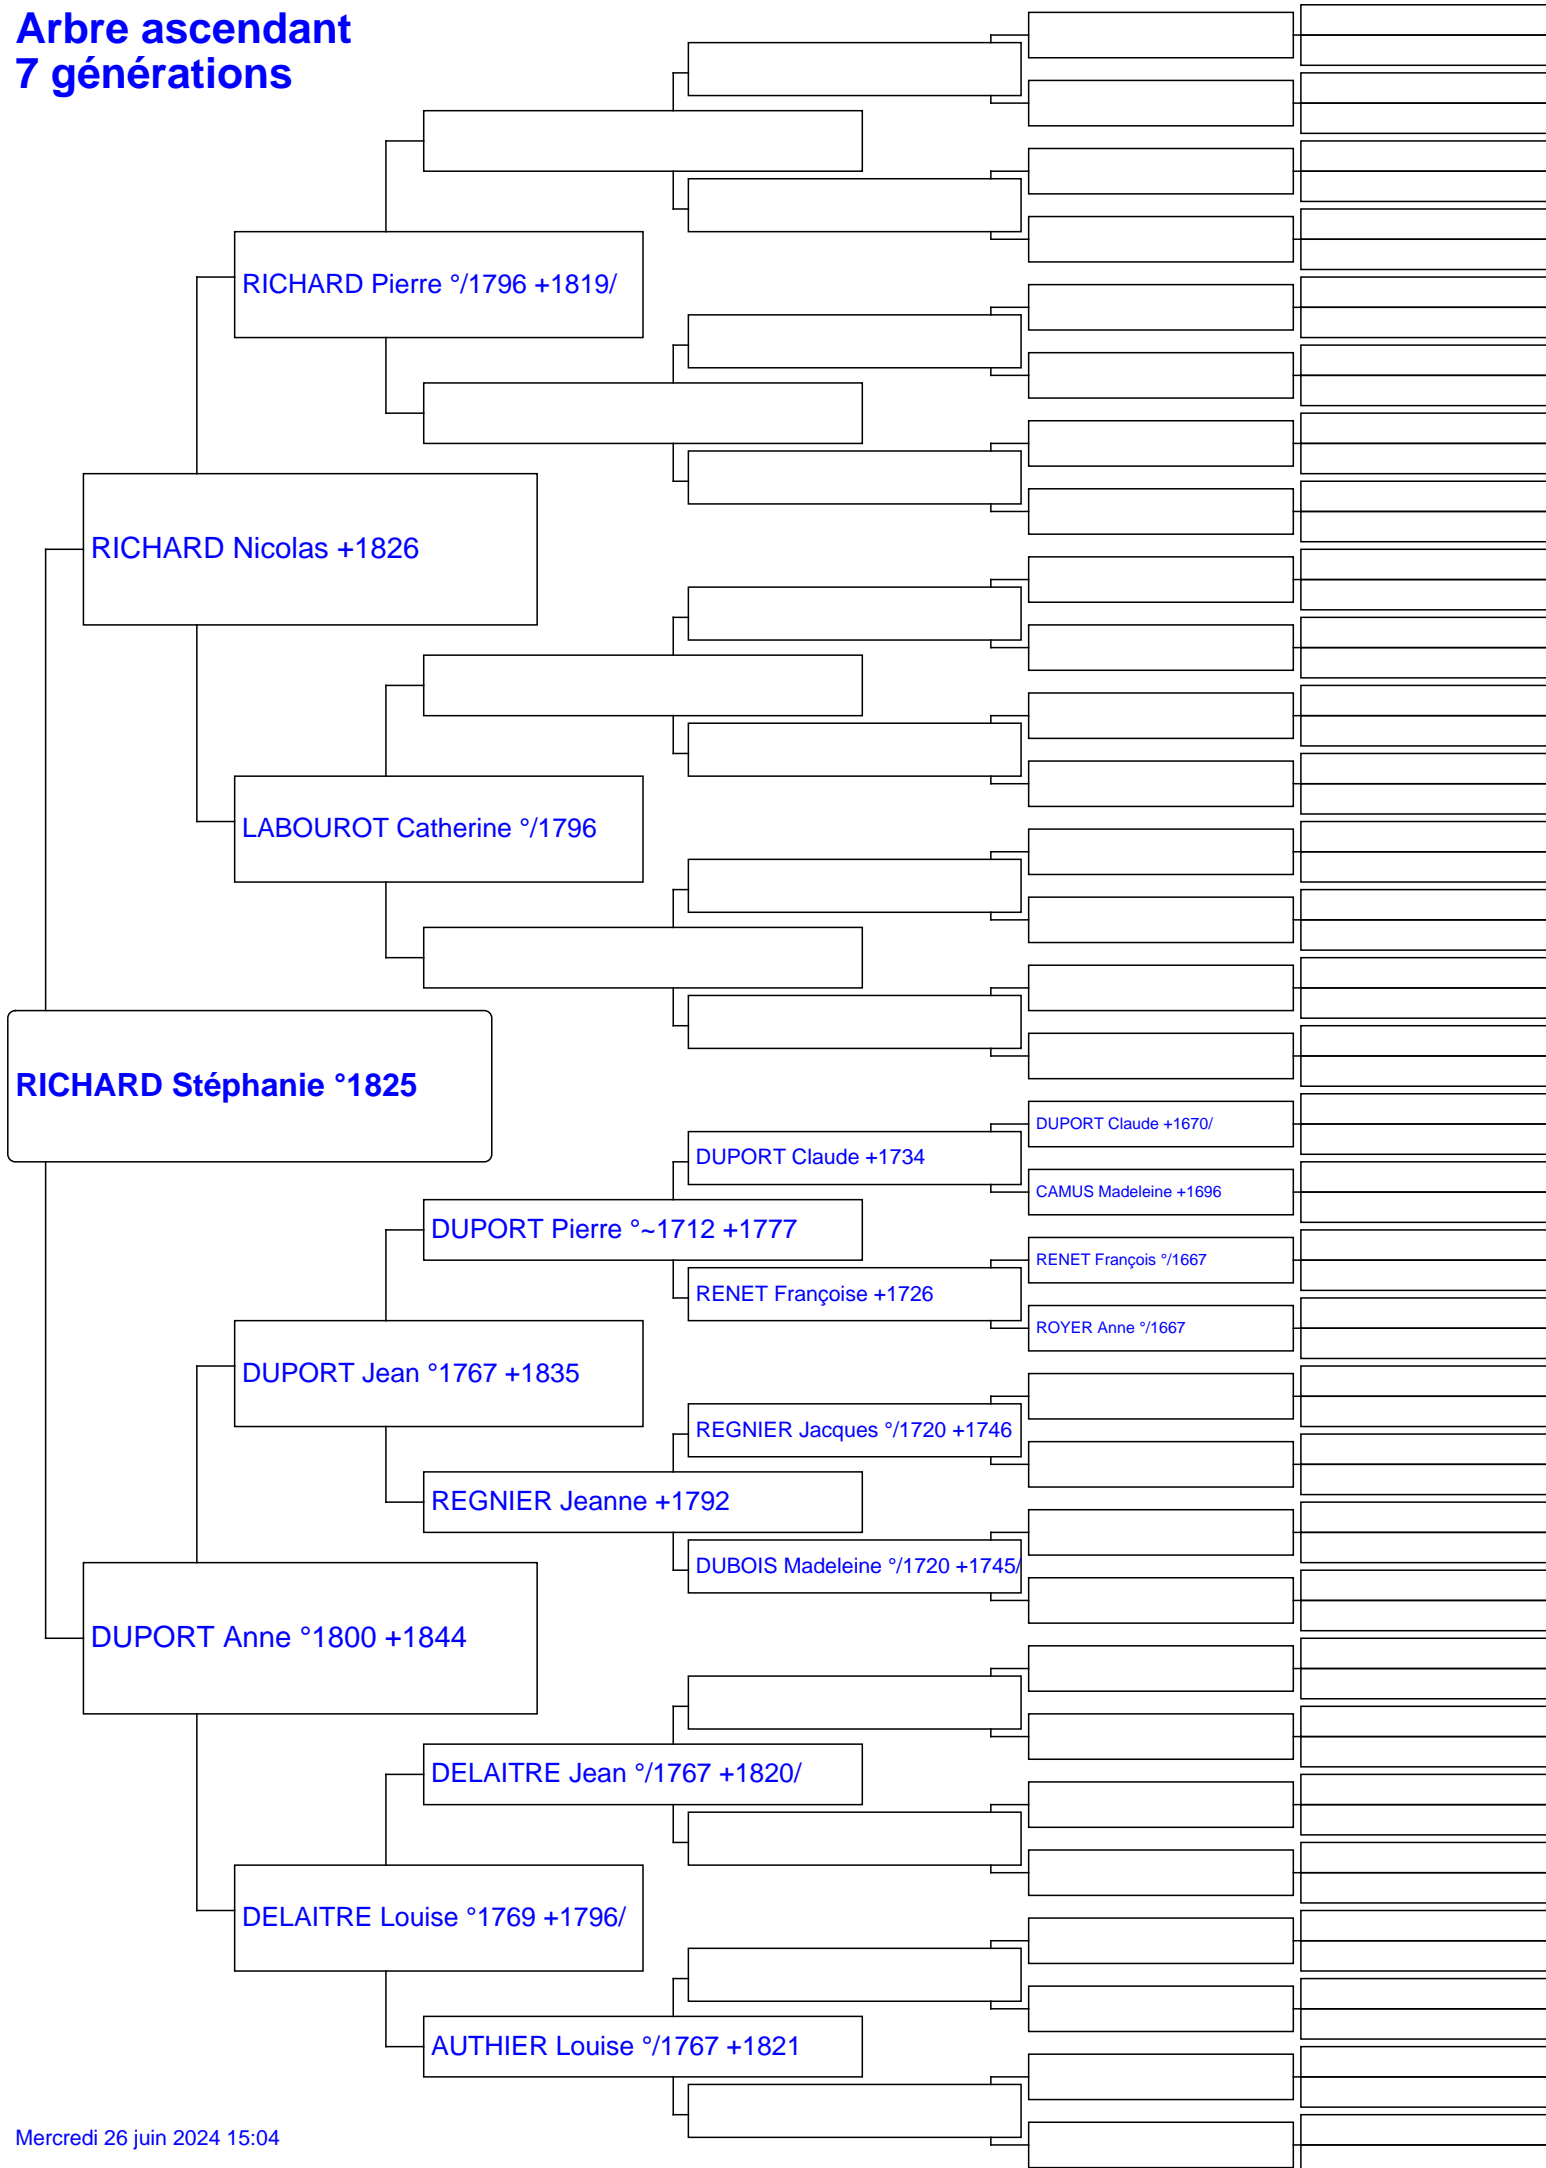 Arbre ascendant
7 générations
RICHARD Pierre °/1796 +1819/
RICHARD Nicolas +1826
LABOUROT Catherine °/1796
RICHARD Stéphanie °1825
DUPORT Claude +1670/
DUPORT Claude +1734
CAMUS Madeleine +1696
DUPORT Pierre °~1712 +1777
RENET François °/1667
RENET Françoise +1726
ROYER Anne °/1667
DUPORT Jean °1767 +1835
REGNIER Jacques °/1720 +1746
REGNIER Jeanne +1792
DUBOIS Madeleine °/1720 +1745/
DUPORT Anne °1800 +1844
DELAITRE Jean °/1767 +1820/
DELAITRE Louise °1769 +1796/
AUTHIER Louise °/1767 +1821
Mercredi 26 juin 2024 15:04